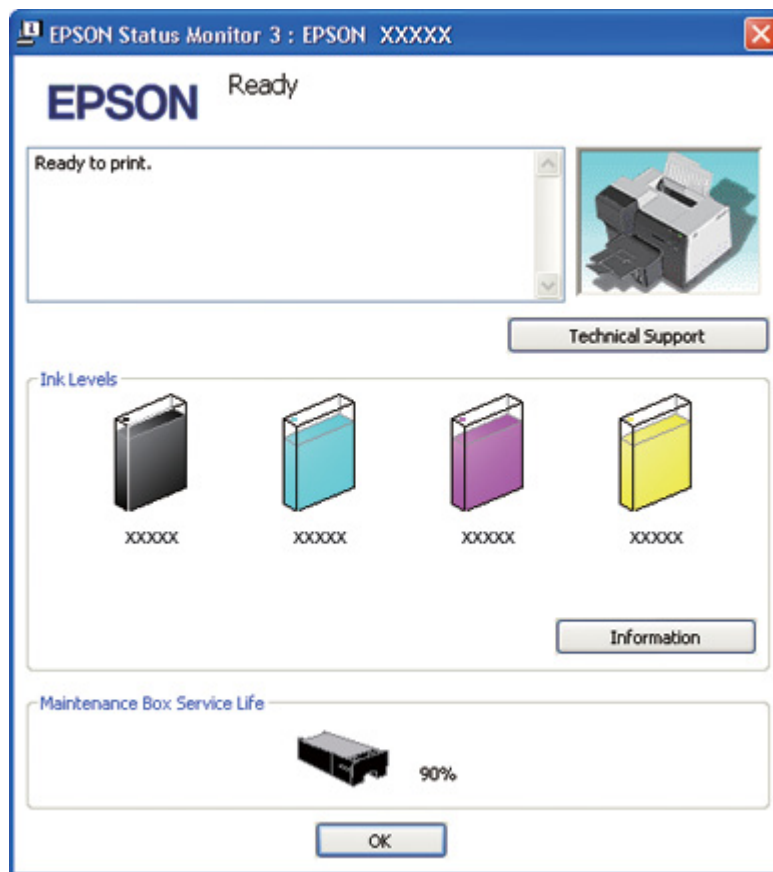 EPSON Status Monitor 3 : EPSON XXXXX
EPSON
Ready
Ready to print.
Technical Support
Ink Levels
XXXXX
XXXXX
XXXXX
XXXXX
Information
Maintenance Box Service Life
90%
OK